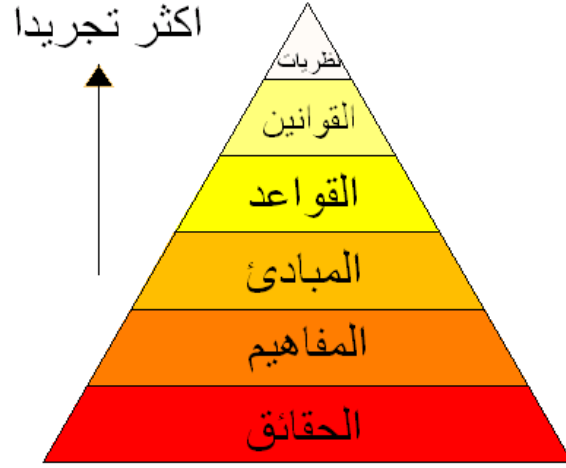 اكثر تجريدا
نظريات
القوانين
القواعد
المبادئ
المفاهيم
الحقائق